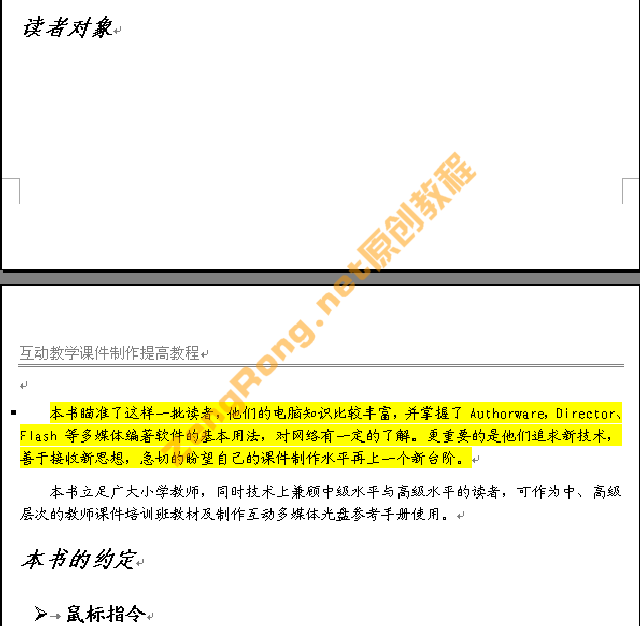 读者对象
ZengRong.net原创教程
互动教学课件制作提高教程
本书瞄准了这样一批读者，他们的电脑知识比较丰富，并掌握了 Authorware，Director、
Flash 等多媒体编著软件的基本用法，对网络有一定的了解。更重要的是他们追求新技术，
善于接收新思想，急切的盼望自己的课件制作水平再上一个新台阶。
本书立足广大小学教师，同时技术上兼顾中级水平与高级水平的读者，可作为中、高级
层次的教师课件培训班教材及制作互动多媒体光盘参考手册使用。
本书的约定
鼠标指令